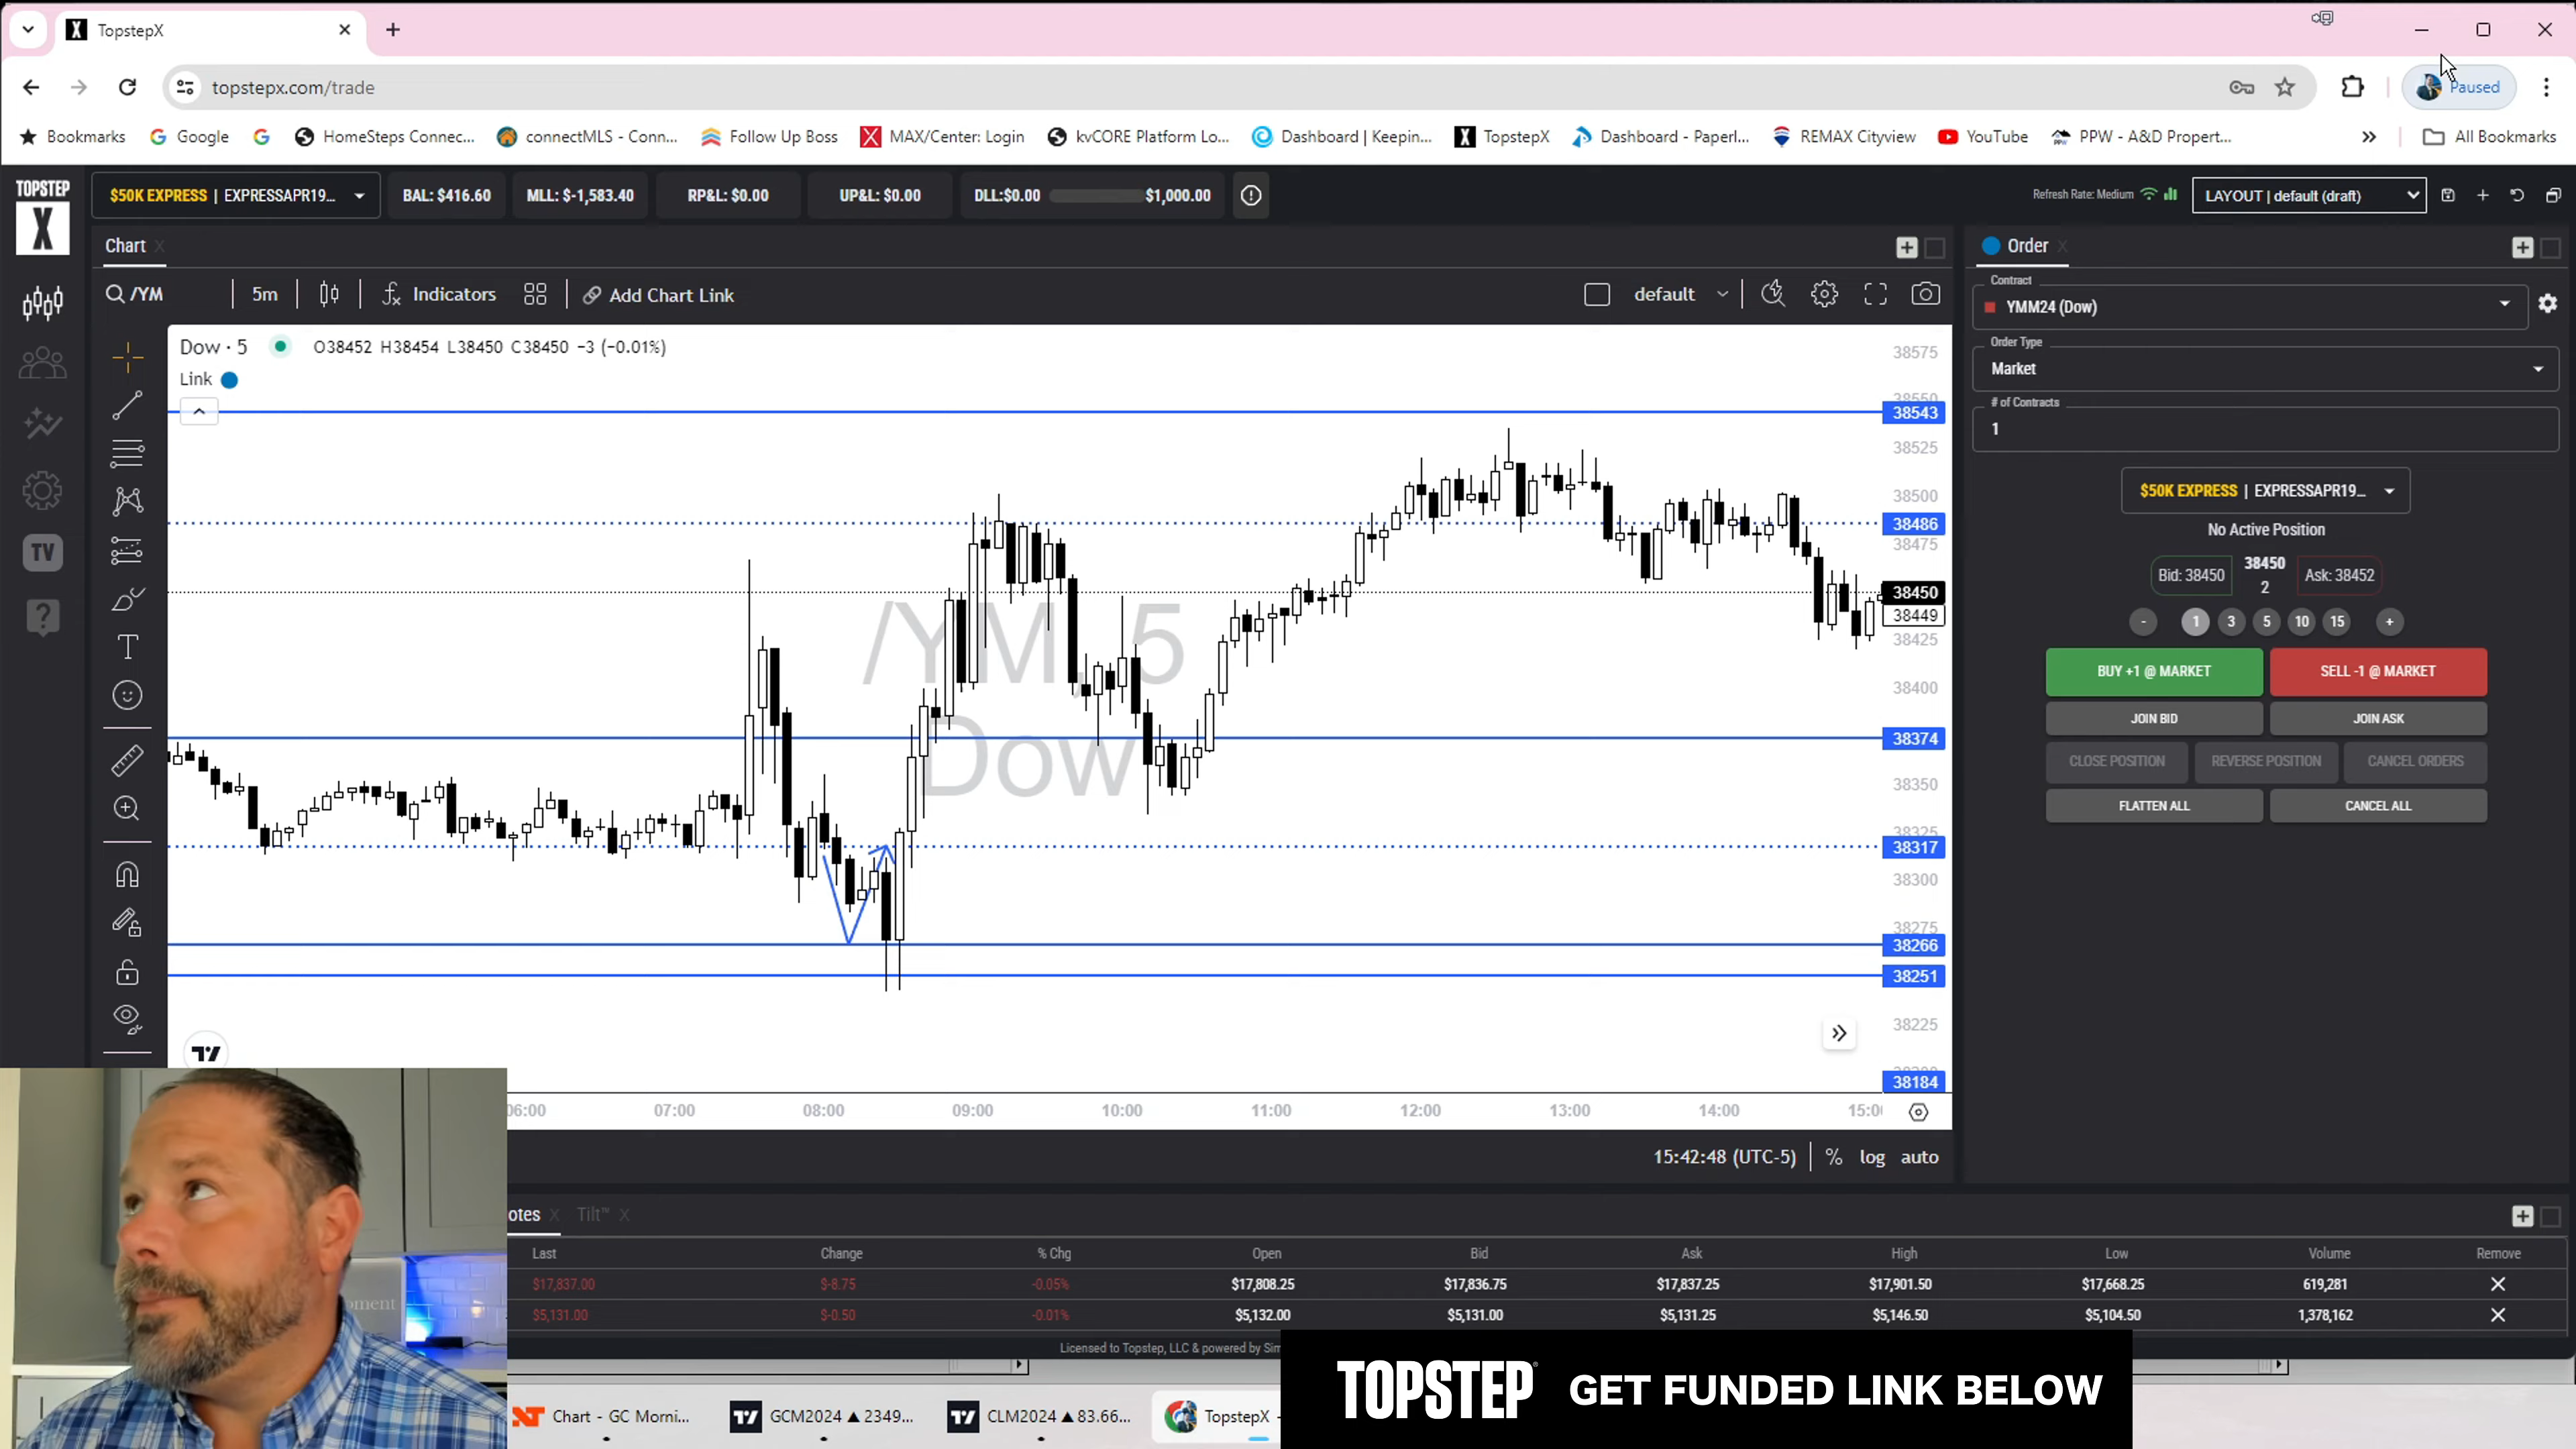 TopstepX
topstepx.com/trade
Paused
Bookmarks
Google
HomeSteps Connec...
connectMLS - Conn...
Follow Up Boss
MAX/Center: Login
kvCORE Platform Lo...
Dashboard | Keepin...
TopstepX
Dashboard - Paperl...
REMAX Cityview
YouTube
PPW - A&D Propert...
All Bookmarks
TOPSTEP
X
$50K EXPRESS | EXPRESSAPR19...
BAL: $416.60
MLL: $-1,583.40
RP&L: $0.00
UP&L: $0.00
DLL:$0.00
$1,000.00
Refresh Rate: Medium
LAYOUT | default (draft)
Chart
Order
/YM
5m
Indicators
Add Chart Link
default
Contract
YMM24 (Dow)
Order Type
Market
# of Contracts
1
$50K EXPRESS | EXPRESSAPR19...
No Active Position
Bid: 38450
38450
2
Ask: 38452
- 1 3 5 10 15 +
BUY +1 @ MARKET
SELL -1 @ MARKET
JOIN BID
JOIN ASK
CLOSE POSITION
REVERSE POSITION
CANCEL ORDERS
FLATTEN ALL
CANCEL ALL
Dow · 5
O38452 H38454 L38450 C38450 −3 (−0.01%)
Link
/YM, 5
Dow
38575
38543
38525
38500
38486
38475
38450
38449
38425
38400
38374
38350
38325
38317
38300
38275
38266
38251
38225
38184
06:00 07:00 08:00 09:00 10:00 11:00 12:00 13:00 14:00
15:42:48 (UTC-5)
% log auto
TV
otes
Tilt™
Last Change % Chg Open Bid Ask High Low Volume Remove
$17,837.00 $-8.75 -0.05% $17,808.25 $17,836.75 $17,837.25 $17,901.50 $17,668.25 619,281
$5,131.00 $-0.50 -0.01% $5,132.00 $5,131.00 $5,131.25 $5,146.50 $5,104.50 1,378,162
Licensed to Topstep, LLC & powered by Sim
Chart - GC Morni...
GCM2024 ▲ 2349...
CLM2024 ▲ 83.66...
TopstepX -
TOPSTEP
GET FUNDED LINK BELOW